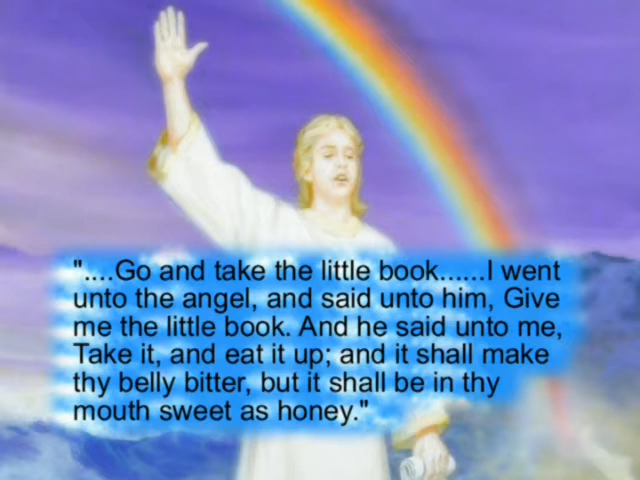 "....Go and take the little book......I went
unto the angel, and said unto him, Give
me the little book. And he said unto me,
Take it, and eat it up; and it shall make
thy belly bitter, but it shall be in thy
mouth sweet as honey."